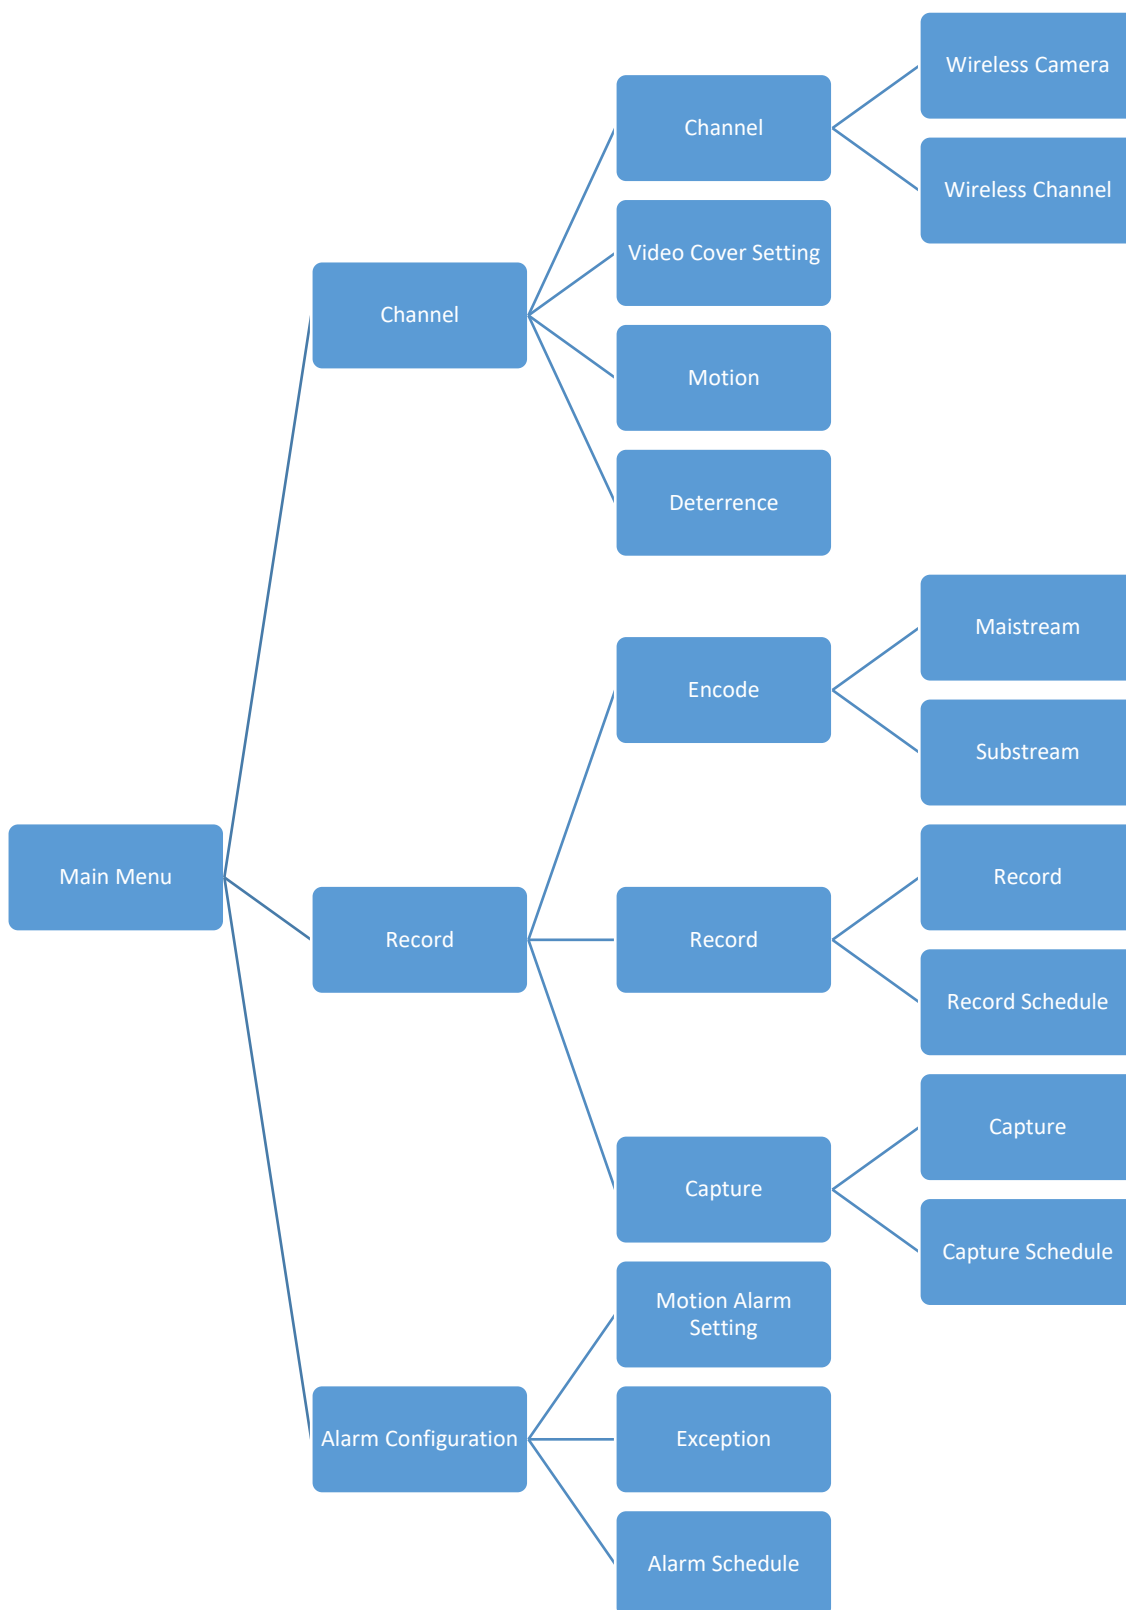 Main Menu
Channel
Channel
Wireless Camera
Wireless Channel
Video Cover Setting
Motion
Deterrence
Record
Encode
Maistream
Substream
Record
Record
Record Schedule
Capture
Capture
Capture Schedule
Alarm Configuration
Motion Alarm
Setting
Exception
Alarm Schedule